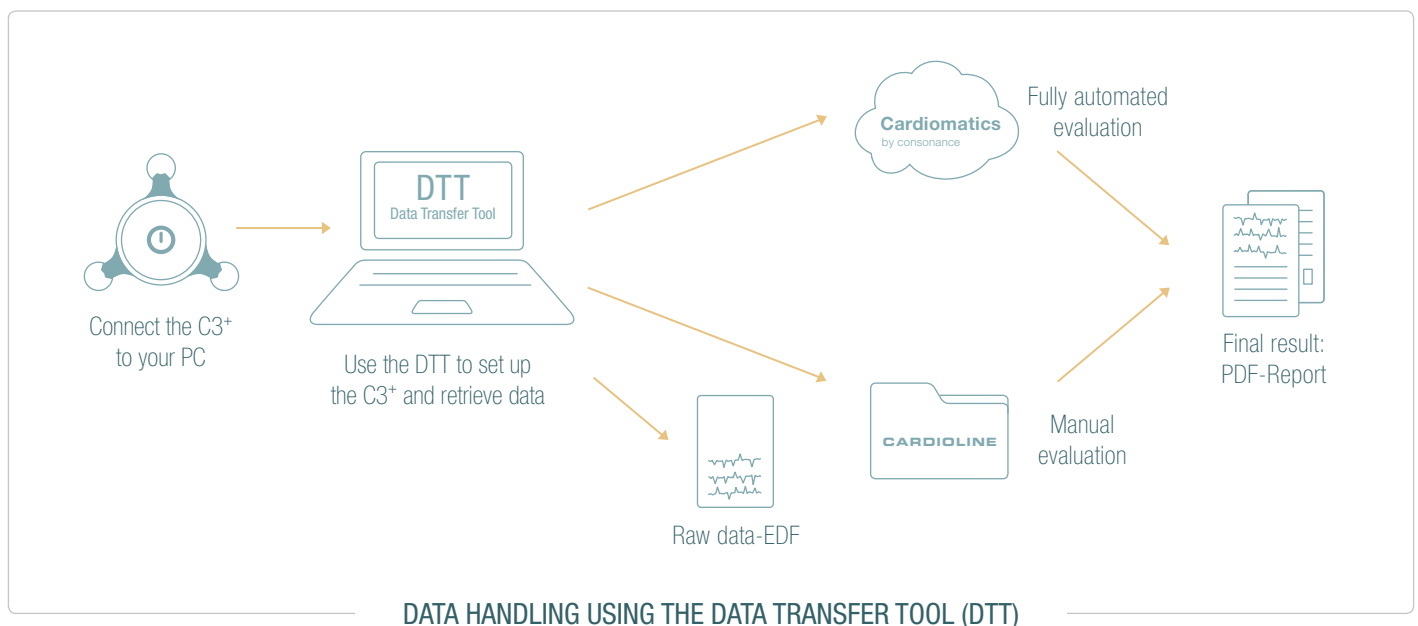 Connect the C3+
to your PC
DTT
Data Transfer Tool
Use the DTT to set up
the C3+ and retrieve data
Cardiomatics
by consonance
Fully automated
evaluation
Raw data-EDF
CARDIOLINE
Manual
evaluation
Final result:
PDF-Report
DATA HANDLING USING THE DATA TRANSFER TOOL (DTT)